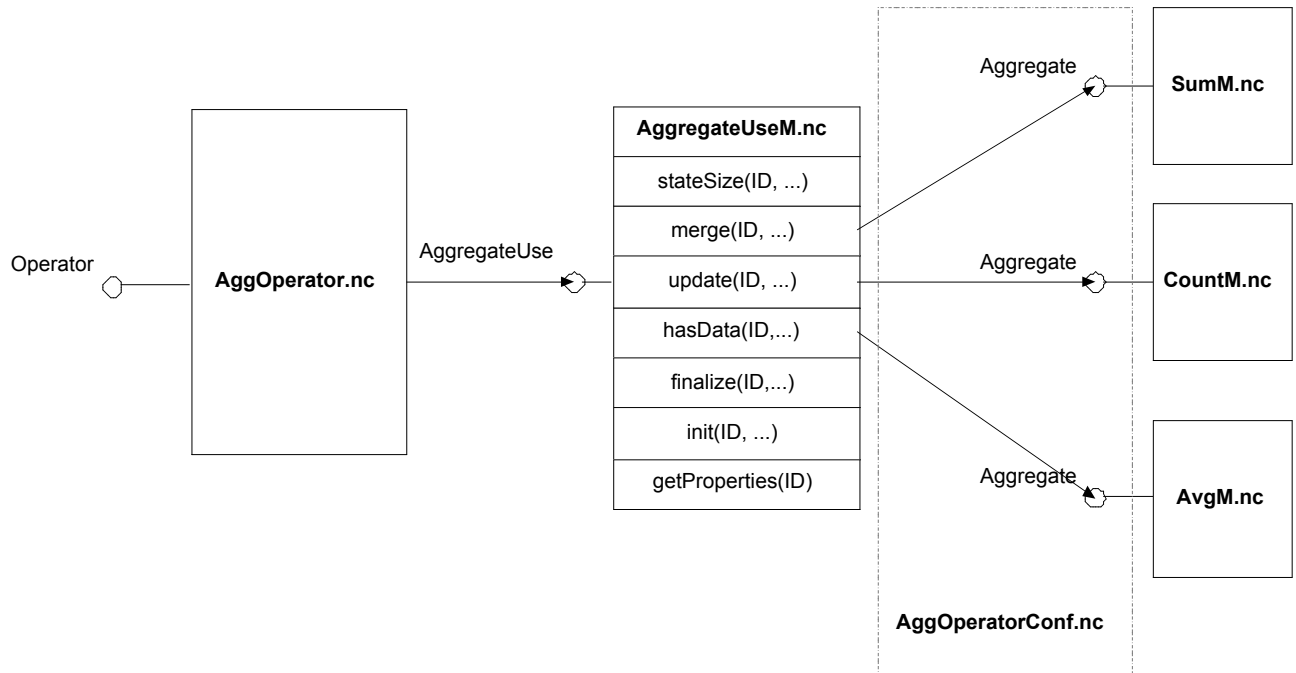 Operator
AggOperator.nc
AggregateUse
AggregateUseM.nc
stateSize(ID, ...)
merge(ID, ...)
update(ID, ...)
hasData(ID,...)
finalize(ID,...)
init(ID, ...)
getProperties(ID)
Aggregate
SumM.nc
Aggregate
CountM.nc
Aggregate
AvgM.nc
AggOperatorConf.nc